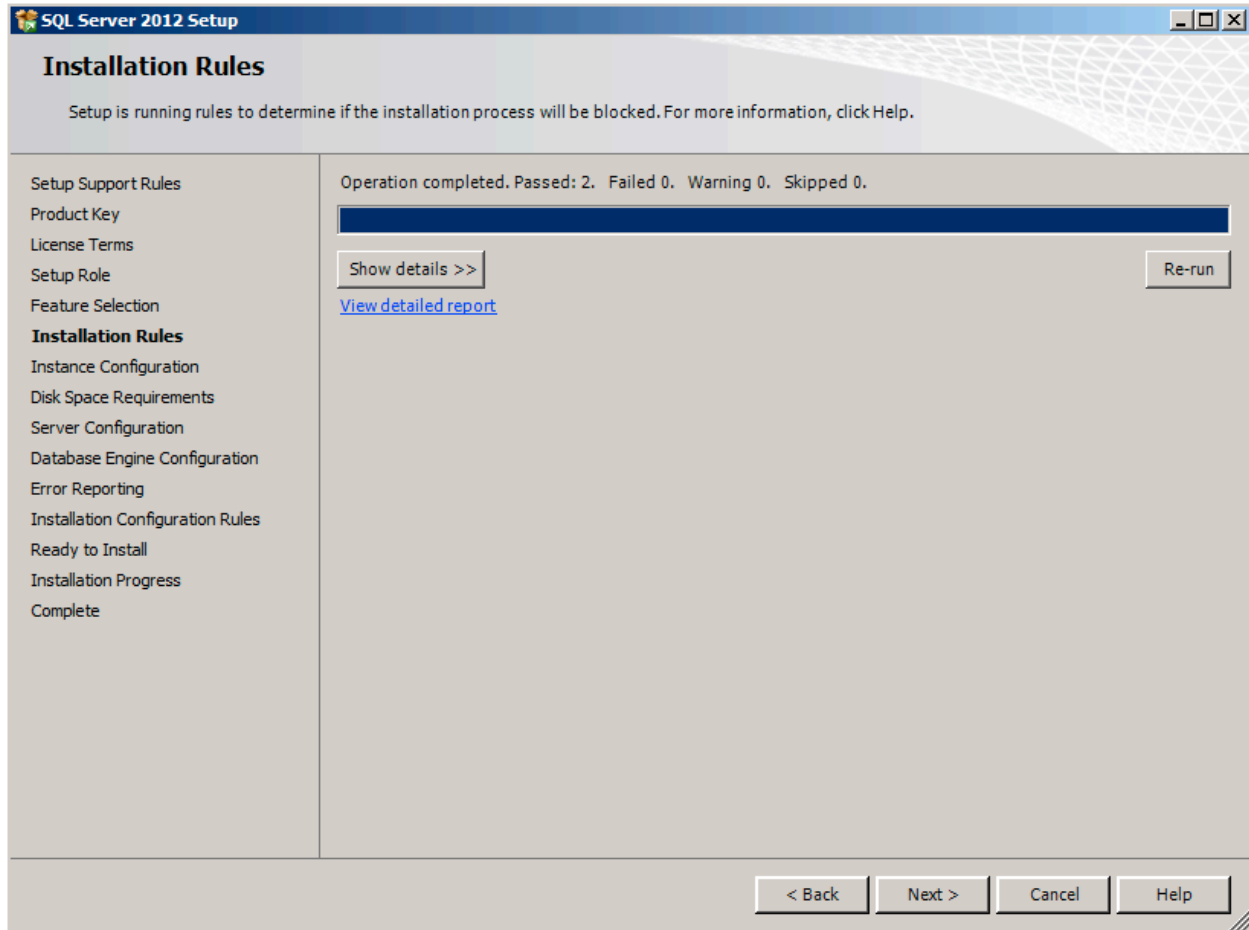 SQL Server 2012 Setup
Installation Rules
Setup is running rules to determine if the installation process will be blocked. For more information, click Help.
Setup Support Rules
Product Key
License Terms
Setup Role
Feature Selection
Installation Rules
Instance Configuration
Disk Space Requirements
Server Configuration
Database Engine Configuration
Error Reporting
Installation Configuration Rules
Ready to Install
Installation Progress
Complete
Operation completed. Passed: 2. Failed 0. Warning 0. Skipped 0.
Show details >>
Re-run
View detailed report
< Back
Next >
Cancel
Help